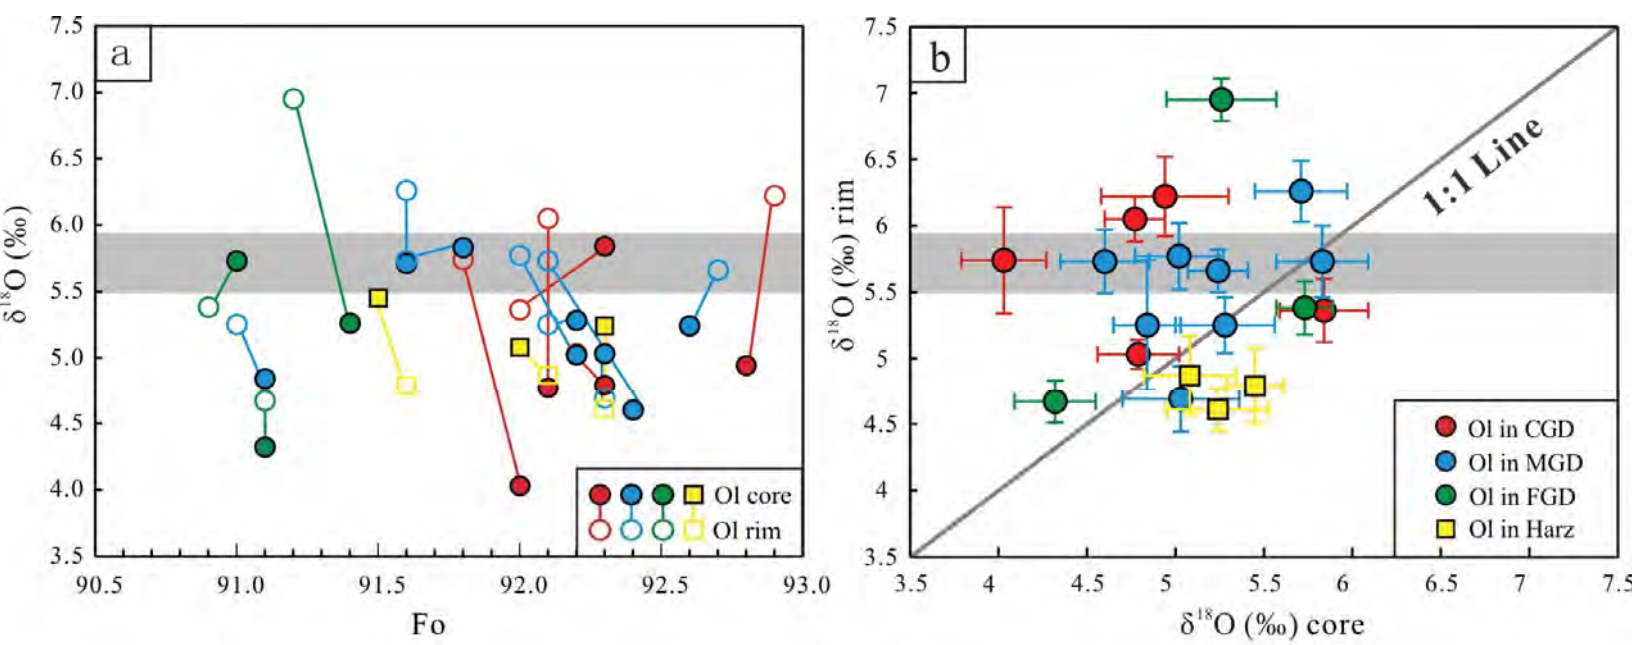 a
7.5
7.0
6.5
6.0
5.5
5.0
4.5
4.0
3.5
δ¹⁸O (‰)
90.5 91.0 91.5 92.0 92.5 93.0
Fo
Ol core
Ol rim
b
7.5
7
6.5
6
5.5
5
4.5
4
3.5
δ¹⁸O (‰) rim
1:1 Line
Ol in CGD
Ol in MGD
Ol in FGD
Ol in Harz
3.5 4 4.5 5 5.5 6 6.5 7 7.5
δ¹⁸O (‰) core